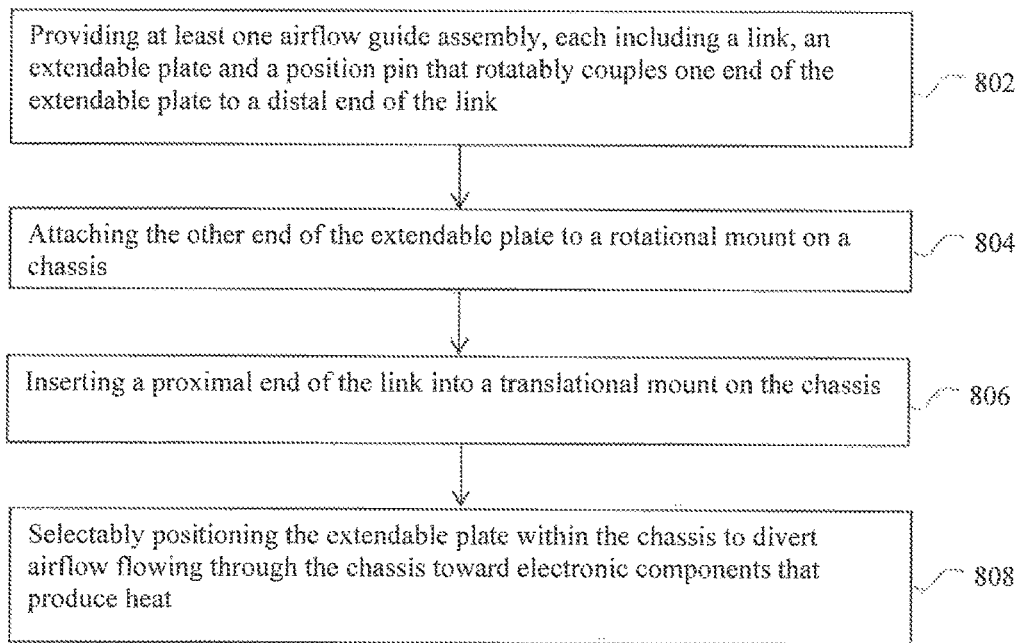 Providing at least one airflow guide assembly, each including a link, an
extendable plate and a position pin that rotatably couples one end of the
extendable plate to a distal end of the link
802
Attaching the other end of the extendable plate to a rotational mount on a
chassis
804
Inserting a proximal end of the link into a translational mount on the chassis
806
Selectably positioning the extendable plate within the chassis to divert
airflow flowing through the chassis toward electronic components that
produce heat
808